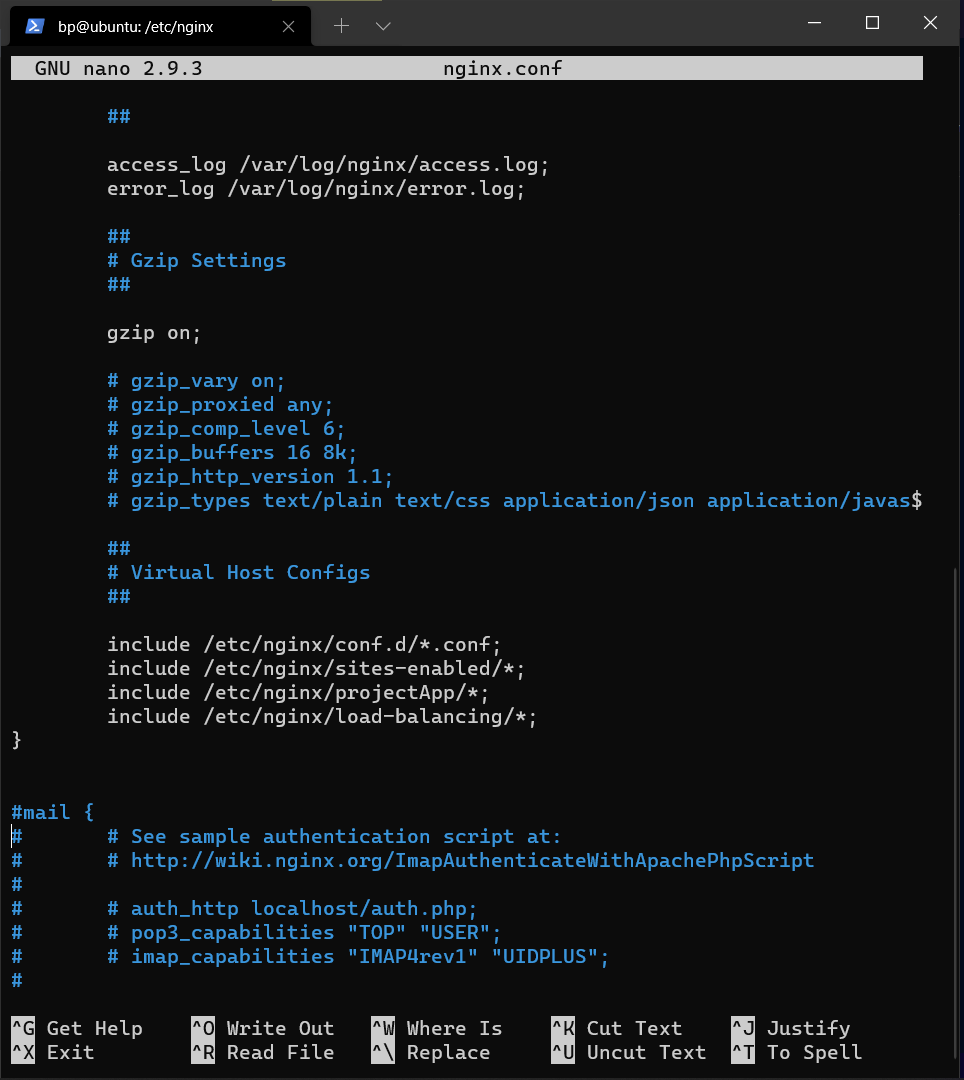 bp@ubuntu: /etc/nginx
GNU nano 2.9.3 nginx.conf
##
access_log /var/log/nginx/access.log;
error_log /var/log/nginx/error.log;
##
# Gzip Settings
##
gzip on;
# gzip_vary on;
# gzip_proxied any;
# gzip_comp_level 6;
# gzip_buffers 16 8k;
# gzip_http_version 1.1;
# gzip_types text/plain text/css application/json application/javas$
##
# Virtual Host Configs
##
include /etc/nginx/conf.d/*.conf;
include /etc/nginx/sites-enabled/*;
include /etc/nginx/projectApp/*;
include /etc/nginx/load-balancing/*;
}
#mail {
# # See sample authentication script at:
# # http://wiki.nginx.org/ImapAuthenticateWithApachePhpScript
#
# # auth_http localhost/auth.php;
# # pop3_capabilities "TOP" "USER";
# # imap_capabilities "IMAP4rev1" "UIDPLUS";
#
^G Get Help ^O Write Out ^W Where Is ^K Cut Text ^J Justify
^X Exit ^R Read File ^\ Replace ^U Uncut Text ^T To Spell